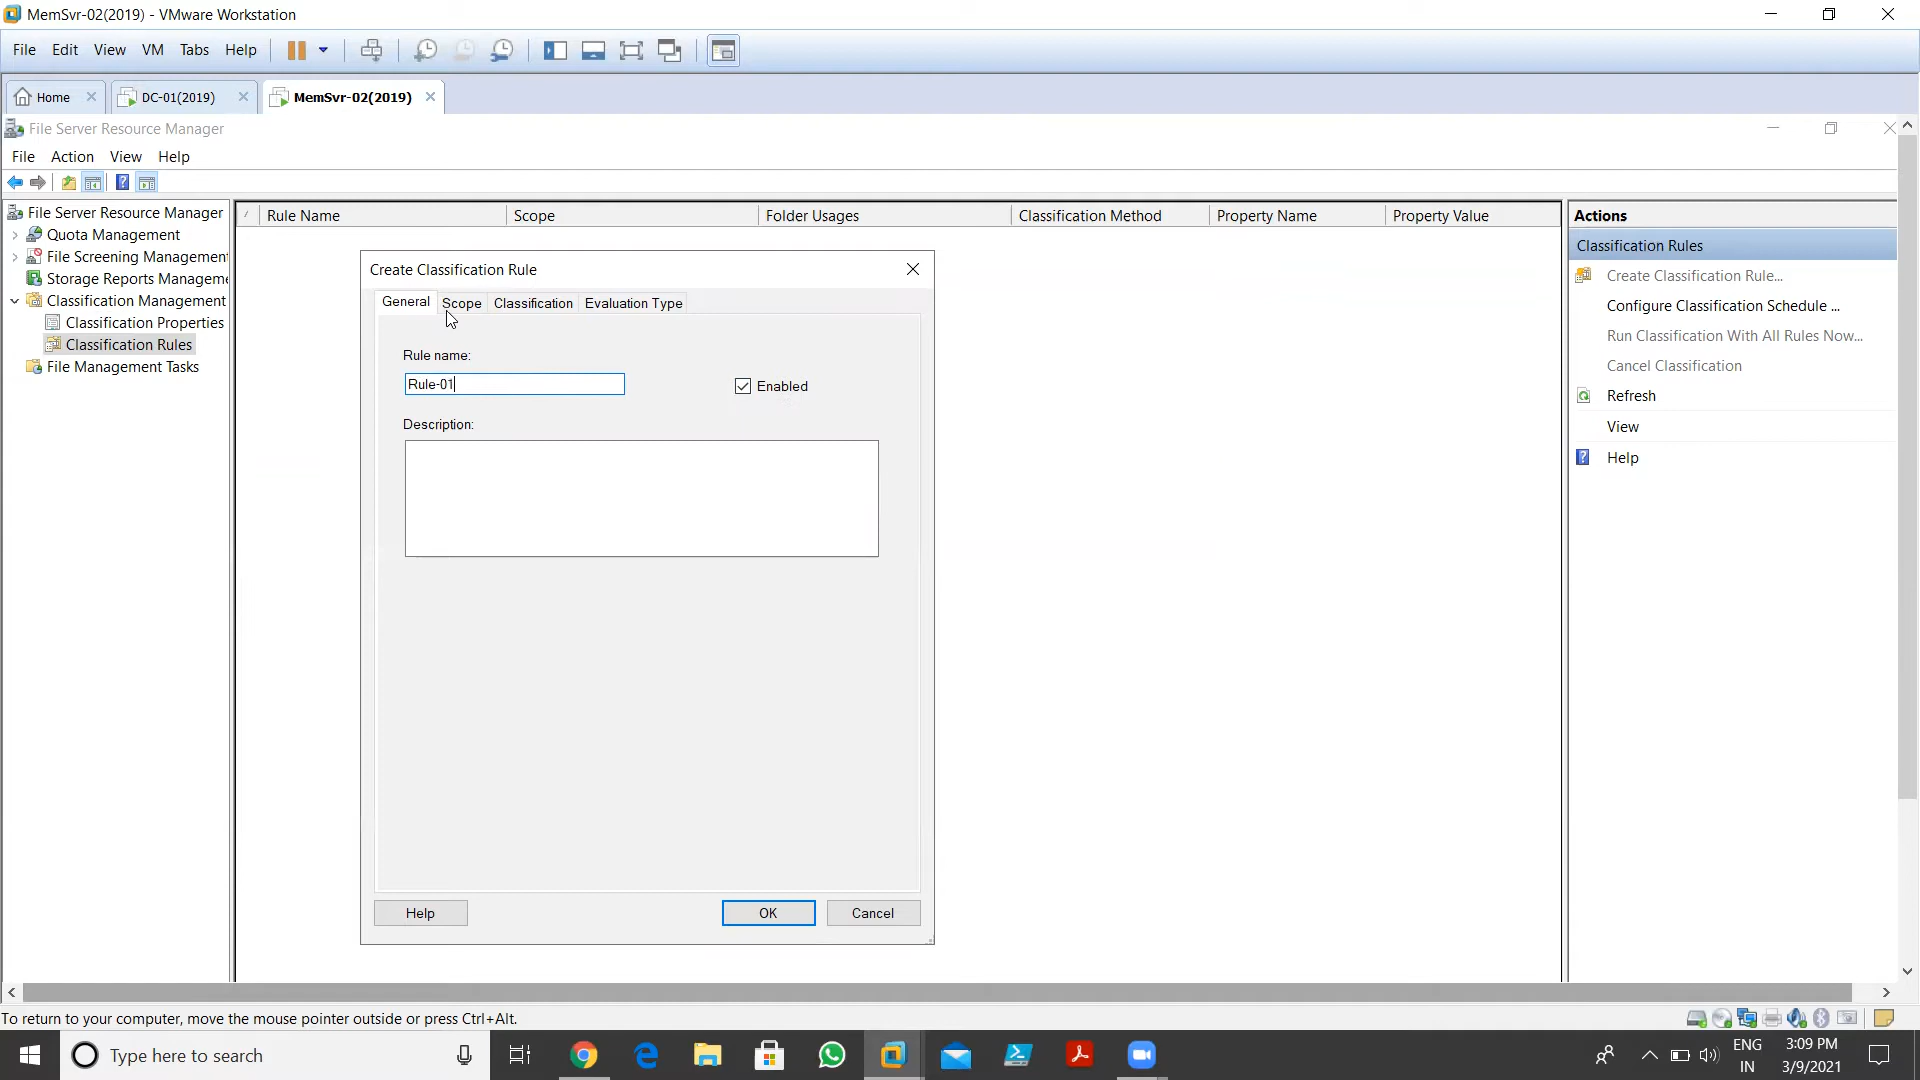 MemSvr-02(2019) - VMware Workstation
File Edit View VM Tabs Help
Home DC-01(2019) MemSvr-02(2019)
File Server Resource Manager
File Action View Help
File Server Resource Manager
Quota Management
File Screening Management
Storage Reports Manageme
Classification Management
Classification Properties
Classification Rules
File Management Tasks
Rule Name Scope Folder Usages Classification Method Property Name Property Value
Create Classification Rule
General Scope Classification Evaluation Type
Rule name:
Rule-01
Enabled
Description:
Help OK Cancel
Actions
Classification Rules
Create Classification Rule...
Configure Classification Schedule ...
Run Classification With All Rules Now...
Cancel Classification
Refresh
View
Help
To return to your computer, move the mouse pointer outside or press Ctrl+Alt.
Type here to search
ENG
IN
3:09 PM
3/9/2021